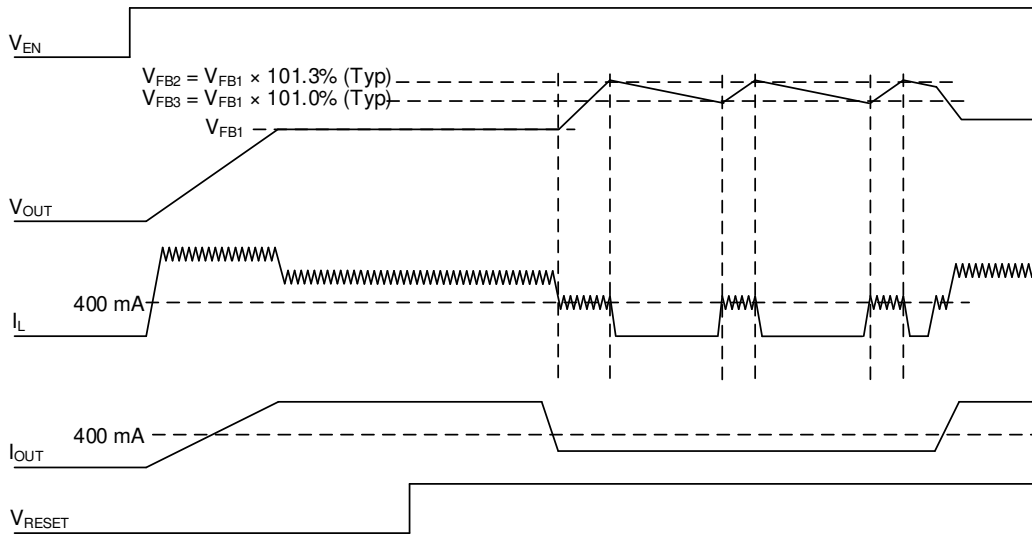 V_EN
V_FB2 = V_FB1 × 101.3% (Typ)
V_FB3 = V_FB1 × 101.0% (Typ)
V_FB1
V_OUT
400 mA
I_L
400 mA
I_OUT
V_RESET